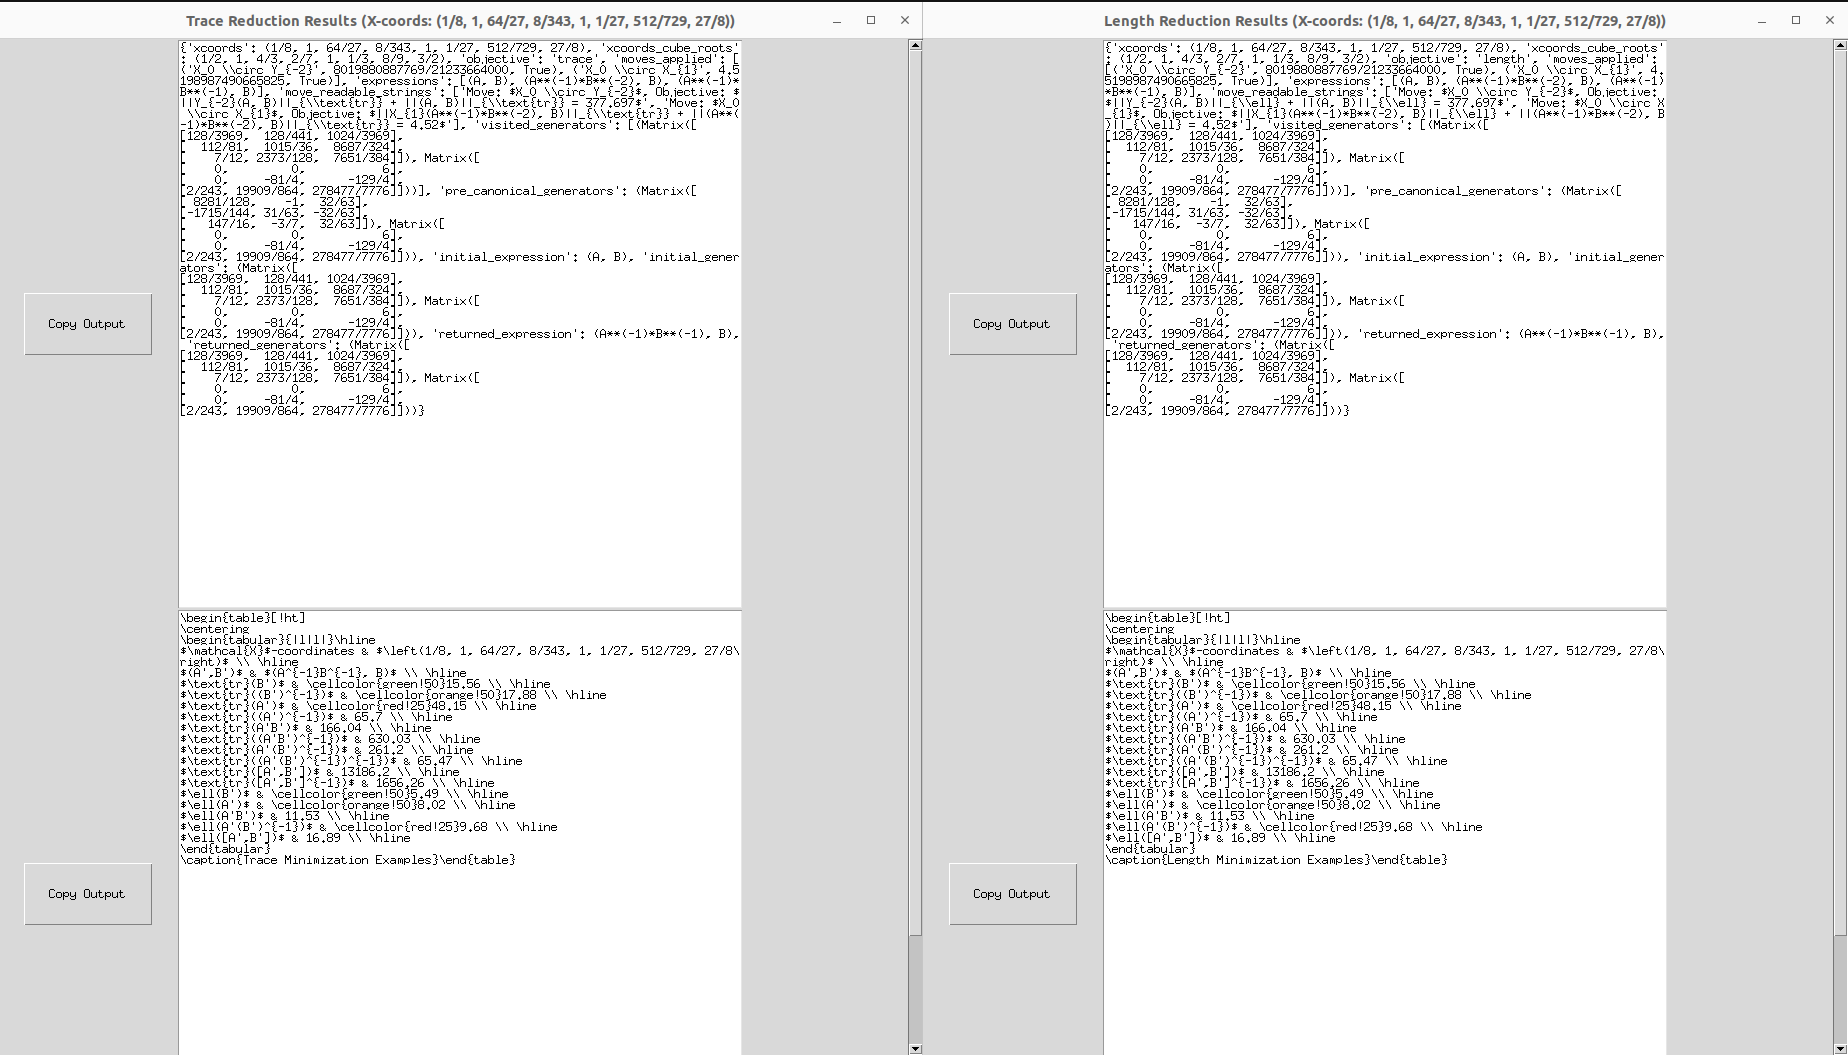 Trace Reduction Results (X-coords: (1/8, 1, 64/27, 8/343, 1, 1/27, 512/729, 27/8))
{'xcoords': (1/8, 1, 64/27, 8/343, 1, 1/27, 512/729, 27/8), 'xcoords_cube_roots'
: (1/2, 1, 4/3, 2/7, 1, 1/3, 8/9, 3/2), 'objective': 'trace', 'moves_applied': [
('X_0 \\circ Y_{-2}', 8019880887769/21233664000, True), ('X_0 \\circ X_{1}', 4.5
198987490665825, True)], 'expressions': [(A, B), (A**(-1)*B**(-2), B), (A**(-1)*
B**(-1), B)], 'move_readable_strings': ['Move: $X_0 \\circ Y_{-2}$, Objective: $
||Y_{-2}(A, B)||_{\\text{tr}} + ||(A, B)||_{\\text{tr}} = 377.697$', 'Move: $X_0
 \\circ X_{1}$, Objective: $||X_{1}(A**(-1)*B**(-2), B)||_{\\text{tr}} + ||(A**(
-1)*B**(-2), B)||_{\\text{tr}} = 4.52$'], 'visited_generators': [(Matrix([
[128/3969,  128/441, 1024/3969],
[  112/81,  1015/36,  8687/324],
[    7/12, 2373/128,  7651/384]]), Matrix([
[    0,          0,           6],
[    0,      -81/4,      -129/4],
[2/243, 19909/864, 278477/7776]]))], 'pre_canonical_generators': (Matrix([
[ 8281/128,    -1,  32/63],
[-1715/144, 31/63, -32/63],
[   147/16,  -3/7,  32/63]]), Matrix([
[    0,          0,           6],
[    0,      -81/4,      -129/4],
[2/243, 19909/864, 278477/7776]])), 'initial_expression': (A, B), 'initial_gener
ators': (Matrix([
[128/3969,  128/441, 1024/3969],
[  112/81,  1015/36,  8687/324],
[    7/12, 2373/128,  7651/384]]), Matrix([
[    0,          0,           6],
[    0,      -81/4,      -129/4],
[2/243, 19909/864, 278477/7776]])), 'returned_expression': (A**(-1)*B**(-1), B),
 'returned_generators': (Matrix([
[128/3969,  128/441, 1024/3969],
[  112/81,  1015/36,  8687/324],
[    7/12, 2373/128,  7651/384]]), Matrix([
[    0,          0,           6],
[    0,      -81/4,      -129/4],
[2/243, 19909/864, 278477/7776]]))}
Copy Output
\begin{table}[!ht]
\centering
\begin{tabular}{|l|l|}\hline
$\mathcal{X}$-coordinates & $\left(1/8, 1, 64/27, 8/343, 1, 1/27, 512/729, 27/8\
right)$ \\ \hline
$(A',B')$ & $(A^{-1}B^{-1}, B)$ \\ \hline
$\text{tr}(B')$ & \cellcolor{green!50}15.56 \\ \hline
$\text{tr}((B')^{-1})$ & \cellcolor{orange!50}17.88 \\ \hline
$\text{tr}(A')$ & \cellcolor{red!25}48.15 \\ \hline
$\text{tr}((A')^{-1})$ & 65.7 \\ \hline
$\text{tr}(A'B')$ & 166.04 \\ \hline
$\text{tr}((A'B')^{-1})$ & 630.03 \\ \hline
$\text{tr}(A'(B')^{-1})$ & 261.2 \\ \hline
$\text{tr}((A'(B')^{-1})^{-1})$ & 65.47 \\ \hline
$\text{tr}([A',B'])$ & 13186.2 \\ \hline
$\text{tr}([A',B']^{-1})$ & 1656.26 \\ \hline
$\ell(B')$ & \cellcolor{green!50}5.49 \\ \hline
$\ell(A')$ & \cellcolor{orange!50}8.02 \\ \hline
$\ell(A'B')$ & 11.53 \\ \hline
$\ell(A'(B')^{-1})$ & \cellcolor{red!25}9.68 \\ \hline
$\ell([A',B'])$ & 16.89 \\ \hline
\end{tabular}
\caption{Trace Minimization Examples}\end{table}
Copy Output
Length Reduction Results (X-coords: (1/8, 1, 64/27, 8/343, 1, 1/27, 512/729, 27/8))
{'xcoords': (1/8, 1, 64/27, 8/343, 1, 1/27, 512/729, 27/8), 'xcoords_cube_roots'
: (1/2, 1, 4/3, 2/7, 1, 1/3, 8/9, 3/2), 'objective': 'length', 'moves_applied':
[('X_0 \\circ Y_{-2}', 8019880887769/21233664000, True), ('X_0 \\circ X_{1}', 4.
5198987490665825, True)], 'expressions': [(A, B), (A**(-1)*B**(-2), B), (A**(-1)
*B**(-1), B)], 'move_readable_strings': ['Move: $X_0 \\circ Y_{-2}$, Objective:
$||Y_{-2}(A, B)||_{\\ell} + ||(A, B)||_{\\ell} = 377.697$', 'Move: $X_0 \\circ X
_{1}$, Objective: $||X_{1}(A**(-1)*B**(-2), B)||_{\\ell} + ||(A**(-1)*B**(-2), B
)||_{\\ell} = 4.52$'], 'visited_generators': [(Matrix([
[128/3969,  128/441, 1024/3969],
[  112/81,  1015/36,  8687/324],
[    7/12, 2373/128,  7651/384]]), Matrix([
[    0,          0,           6],
[    0,      -81/4,      -129/4],
[2/243, 19909/864, 278477/7776]]))], 'pre_canonical_generators': (Matrix([
[ 8281/128,    -1,  32/63],
[-1715/144, 31/63, -32/63],
[   147/16,  -3/7,  32/63]]), Matrix([
[    0,          0,           6],
[    0,      -81/4,      -129/4],
[2/243, 19909/864, 278477/7776]])), 'initial_expression': (A, B), 'initial_gener
ators': (Matrix([
[128/3969,  128/441, 1024/3969],
[  112/81,  1015/36,  8687/324],
[    7/12, 2373/128,  7651/384]]), Matrix([
[    0,          0,           6],
[    0,      -81/4,      -129/4],
[2/243, 19909/864, 278477/7776]])), 'returned_expression': (A**(-1)*B**(-1), B),
 'returned_generators': (Matrix([
[128/3969,  128/441, 1024/3969],
[  112/81,  1015/36,  8687/324],
[    7/12, 2373/128,  7651/384]]), Matrix([
[    0,          0,           6],
[    0,      -81/4,      -129/4],
[2/243, 19909/864, 278477/7776]]))}
Copy Output
\begin{table}[!ht]
\centering
\begin{tabular}{|l|l|}\hline
$\mathcal{X}$-coordinates & $\left(1/8, 1, 64/27, 8/343, 1, 1/27, 512/729, 27/8\
right)$ \\ \hline
$(A',B')$ & $(A^{-1}B^{-1}, B)$ \\ \hline
$\text{tr}(B')$ & \cellcolor{green!50}15.56 \\ \hline
$\text{tr}((B')^{-1})$ & \cellcolor{orange!50}17.88 \\ \hline
$\text{tr}(A')$ & \cellcolor{red!25}48.15 \\ \hline
$\text{tr}((A')^{-1})$ & 65.7 \\ \hline
$\text{tr}(A'B')$ & 166.04 \\ \hline
$\text{tr}((A'B')^{-1})$ & 630.03 \\ \hline
$\text{tr}(A'(B')^{-1})$ & 261.2 \\ \hline
$\text{tr}((A'(B')^{-1})^{-1})$ & 65.47 \\ \hline
$\text{tr}([A',B'])$ & 13186.2 \\ \hline
$\text{tr}([A',B']^{-1})$ & 1656.26 \\ \hline
$\ell(B')$ & \cellcolor{green!50}5.49 \\ \hline
$\ell(A')$ & \cellcolor{orange!50}8.02 \\ \hline
$\ell(A'B')$ & 11.53 \\ \hline
$\ell(A'(B')^{-1})$ & \cellcolor{red!25}9.68 \\ \hline
$\ell([A',B'])$ & 16.89 \\ \hline
\end{tabular}
\caption{Length Minimization Examples}\end{table}
Copy Output